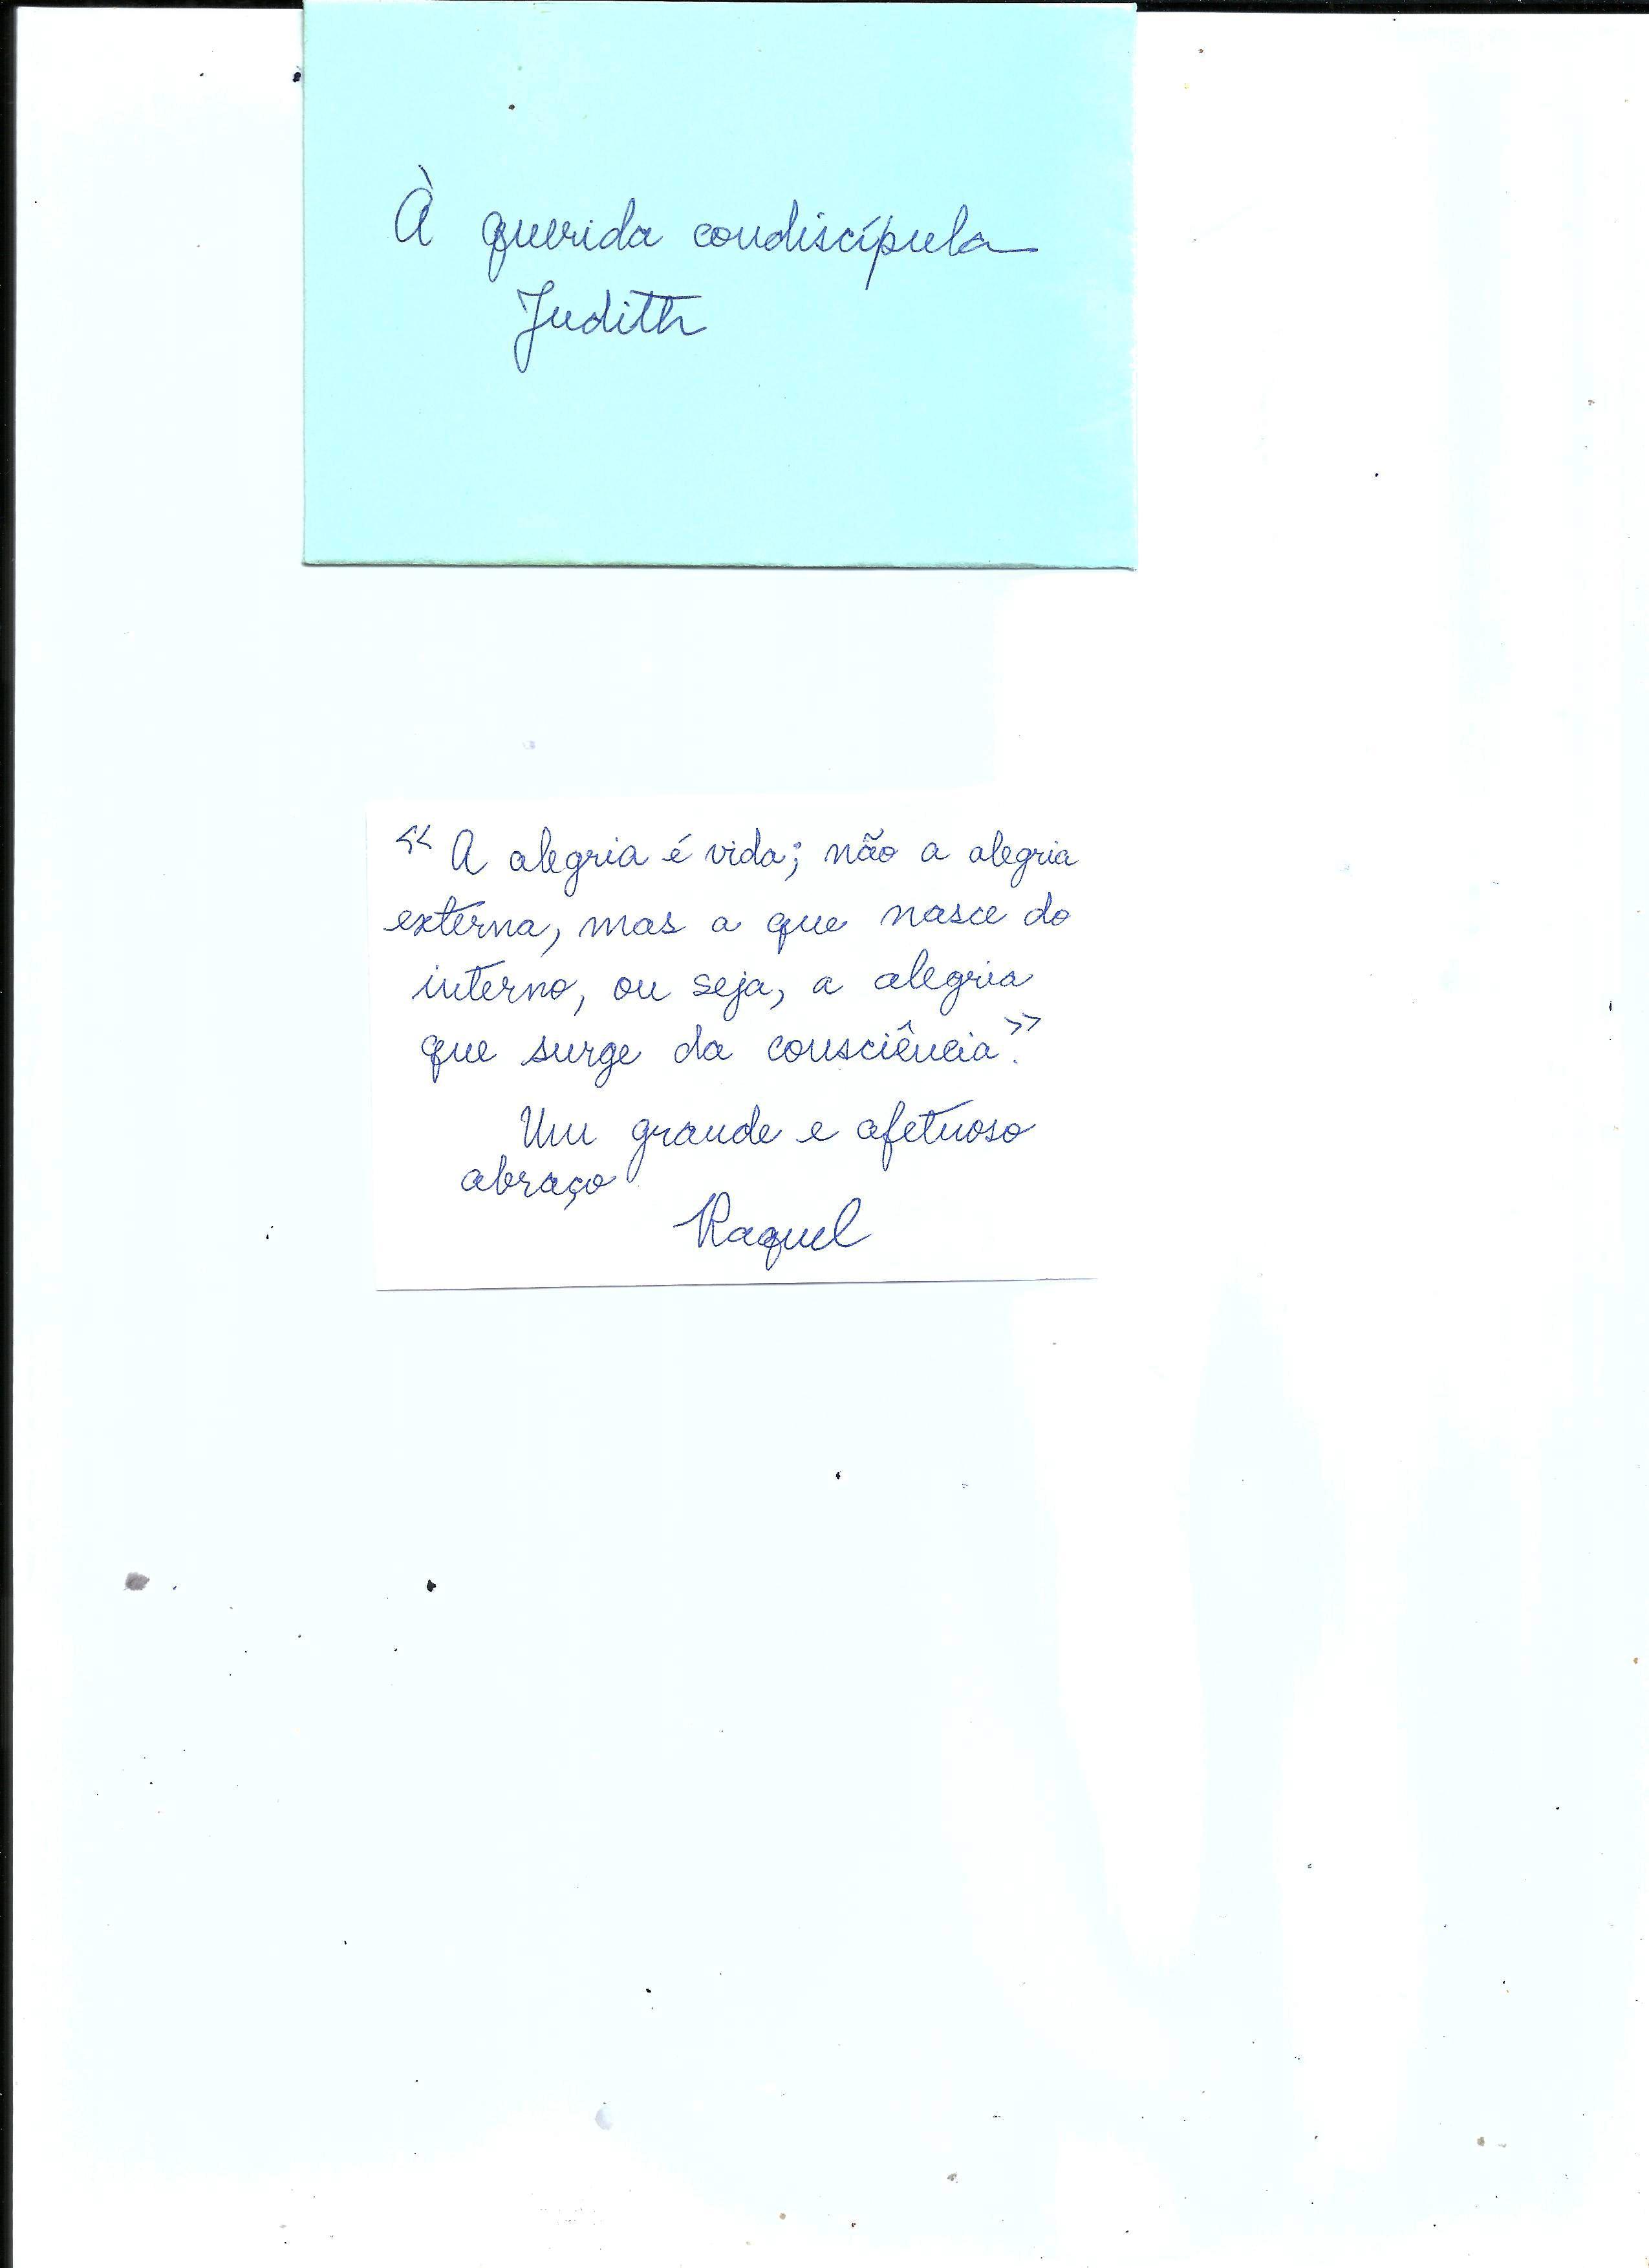 À querida condiscípula
Judith
"A alegria é vida; não a alegria
externa, mas a que nasce do
interno, ou seja, a alegria
que surge da consciência."
Um grande e afetuoso
abraço
Raquel